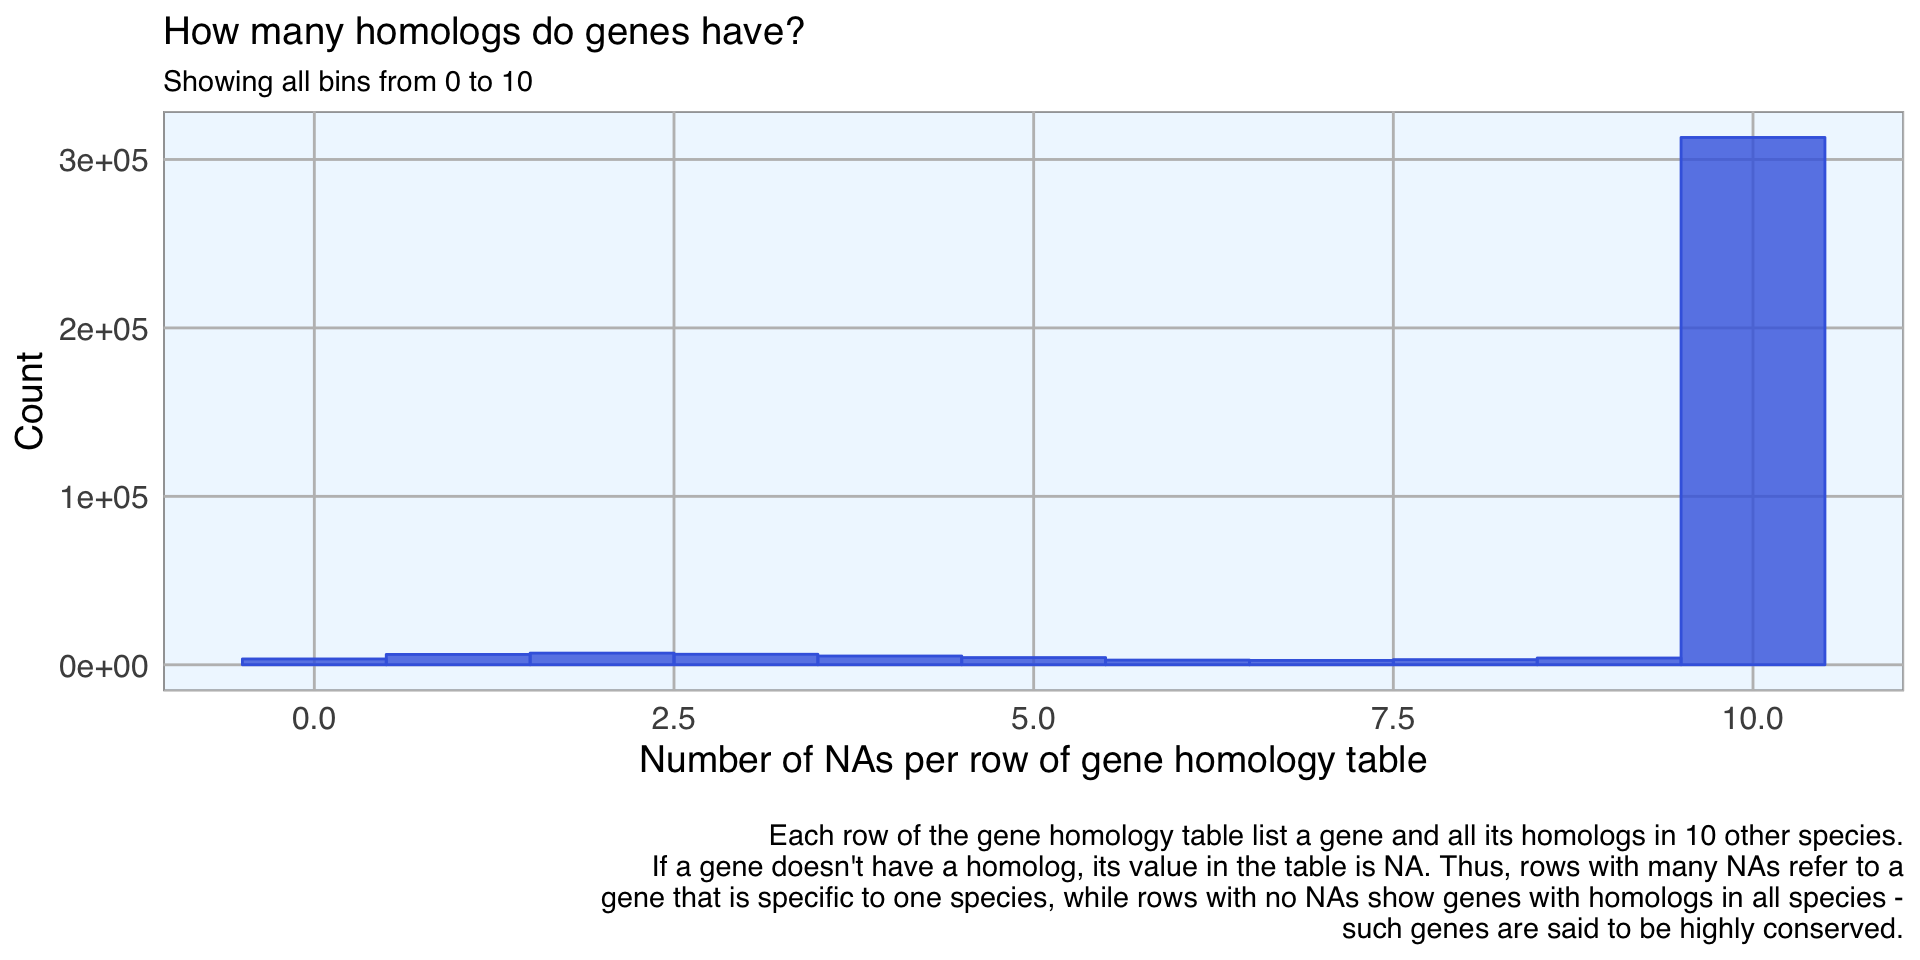 How many homologs do genes have?
Showing all bins from 0 to 10
Count
3e+05
2e+05
1e+05
0e+00
0.0 2.5 5.0 7.5 10.0
Number of NAs per row of gene homology table
Each row of the gene homology table list a gene and all its homologs in 10 other species.
If a gene doesn't have a homolog, its value in the table is NA. Thus, rows with many NAs refer to a
gene that is specific to one species, while rows with no NAs show genes with homologs in all species -
such genes are said to be highly conserved.